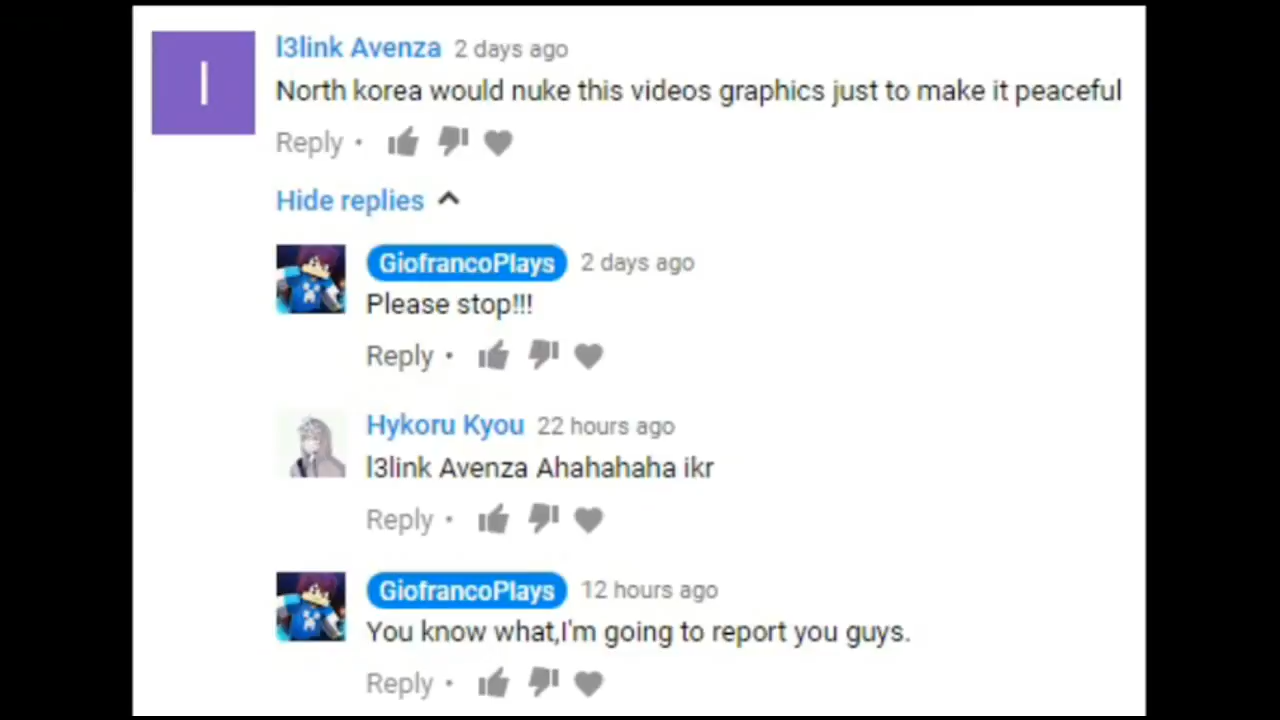 l
l3link Avenza 2 days ago
North korea would nuke this videos graphics just to make it peaceful
Reply •
Hide replies
GiofrancoPlays 2 days ago
Please stop!!!
Reply •
Hykoru Kyou 22 hours ago
l3link Avenza Ahahahaha ikr
Reply •
GiofrancoPlays 12 hours ago
You know what,I'm going to report you guys.
Reply •